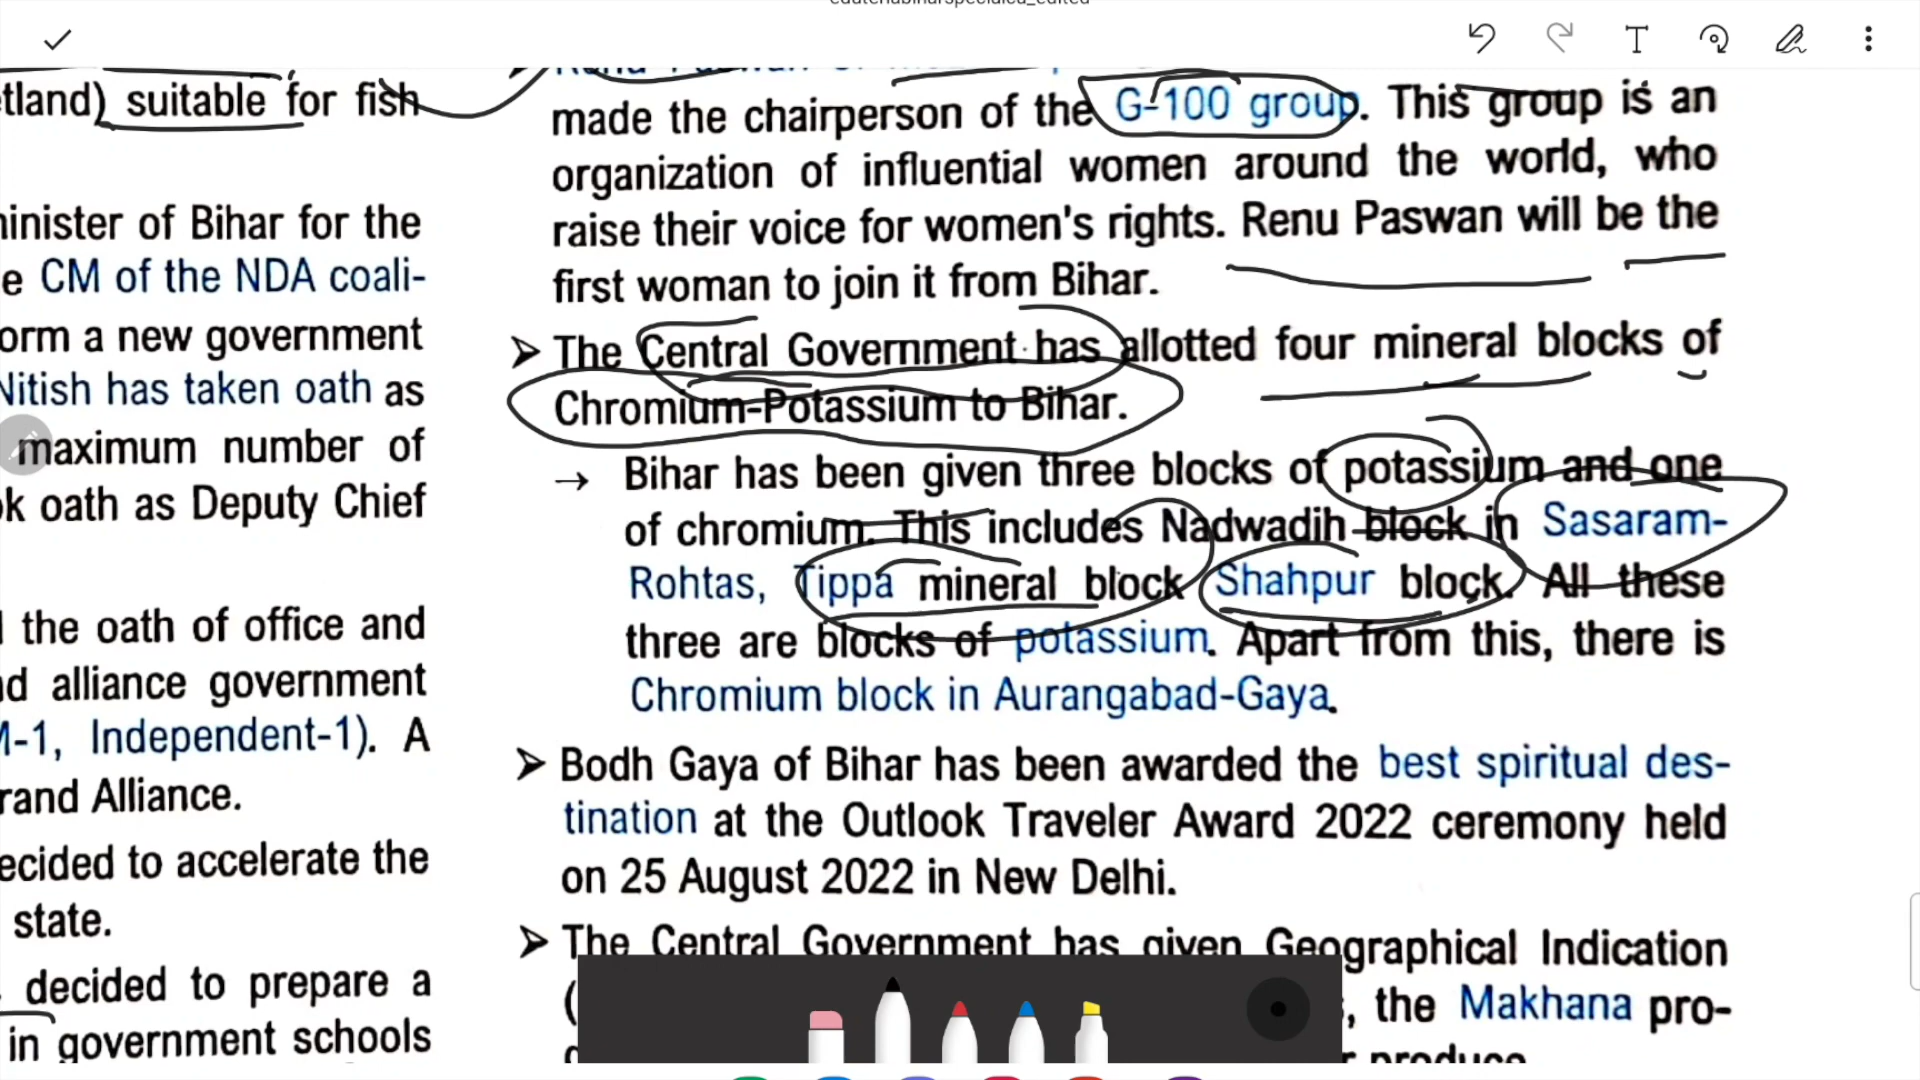 edutehabiharspecialca_edited
tland) suitable for fish
inister of Bihar for the
e CM of the NDA coali-
orm a new government
Nitish has taken oath as
maximum number of
ok oath as Deputy Chief
the oath of office and
d alliance government
M-1, Independent-1). A
rand Alliance.
ecided to accelerate the
state.
decided to prepare a
in government schools
Renu Paswan
made the chairperson of the G-100 group. This group is an
organization of influential women around the world, who
raise their voice for women's rights. Renu Paswan will be the
first woman to join it from Bihar.
➤ The Central Government has allotted four mineral blocks of
Chromium-Potassium to Bihar.
→ Bihar has been given three blocks of potassium and one
of chromium. This includes Nadwadih block in Sasaram-
Rohtas, Tippa mineral block Shahpur block. All these
three are blocks of potassium. Apart from this, there is
Chromium block in Aurangabad-Gaya.
➤ Bodh Gaya of Bihar has been awarded the best spiritual des-
tination at the Outlook Traveler Award 2022 ceremony held
on 25 August 2022 in New Delhi.
➤ The Central Government has given Geographical Indication
( , the Makhana pro-
r produce